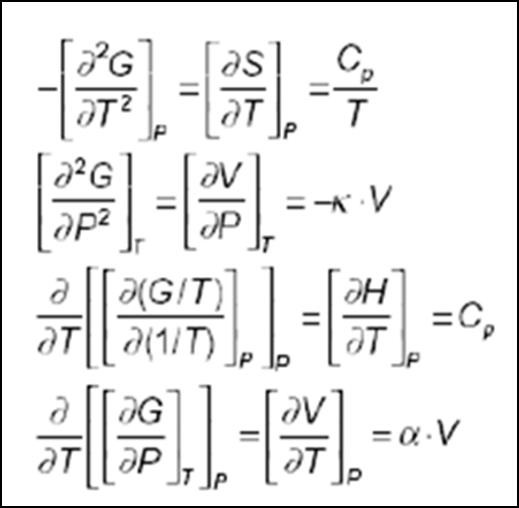 -[∂²G/∂T²]_P = [∂S/∂T]_P = C_p/T
[∂²G/∂P²]_T = [∂V/∂P]_T = -κ·V
∂/∂T[[∂(G/T)/∂(1/T)]_P]_P = [∂H/∂T]_P = C_p
∂/∂T[[∂G/∂P]_T]_P = [∂V/∂T]_P = α·V